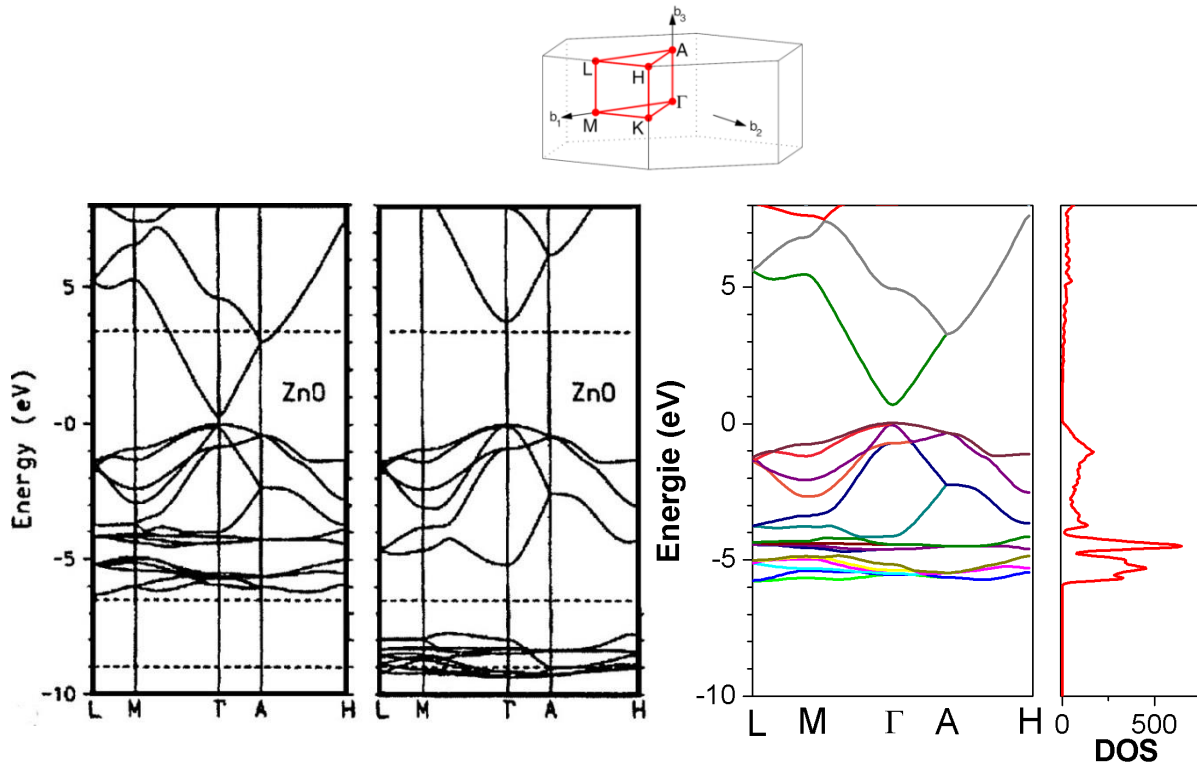 b₃
A
L
H
Γ
b₁
M
K
b₂
Energy (eV)
5
-0
-5
-10
ZnO
L M Γ A H
ZnO
L M Γ A H
Energie (eV)
5
0
-5
-10
L M Γ A H
0 500
DOS